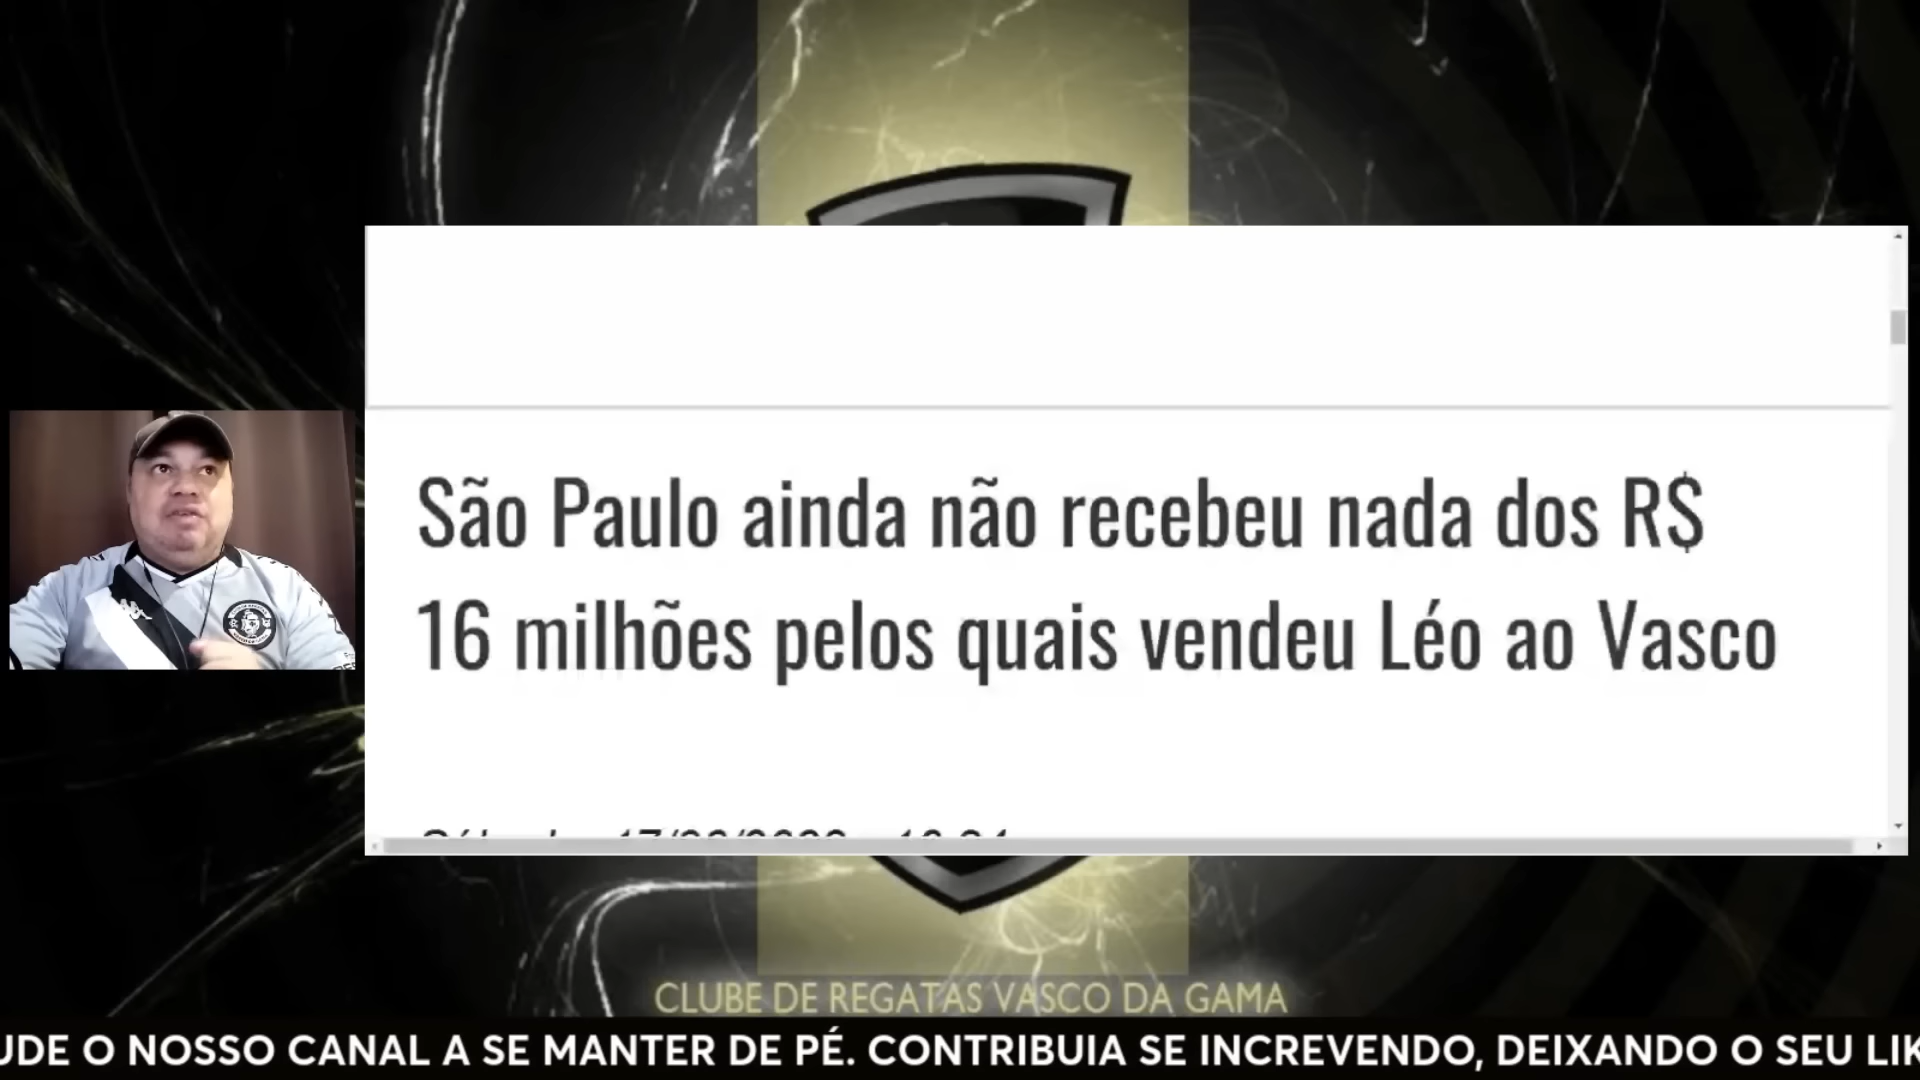 São Paulo ainda não recebeu nada dos R$
16 milhões pelos quais vendeu Léo ao Vasco
CLUBE DE REGATAS VASCO DA GAMA
UDE O NOSSO CANAL A SE MANTER DE PÉ. CONTRIBUIA SE INCREVENDO, DEIXANDO O SEU LIK